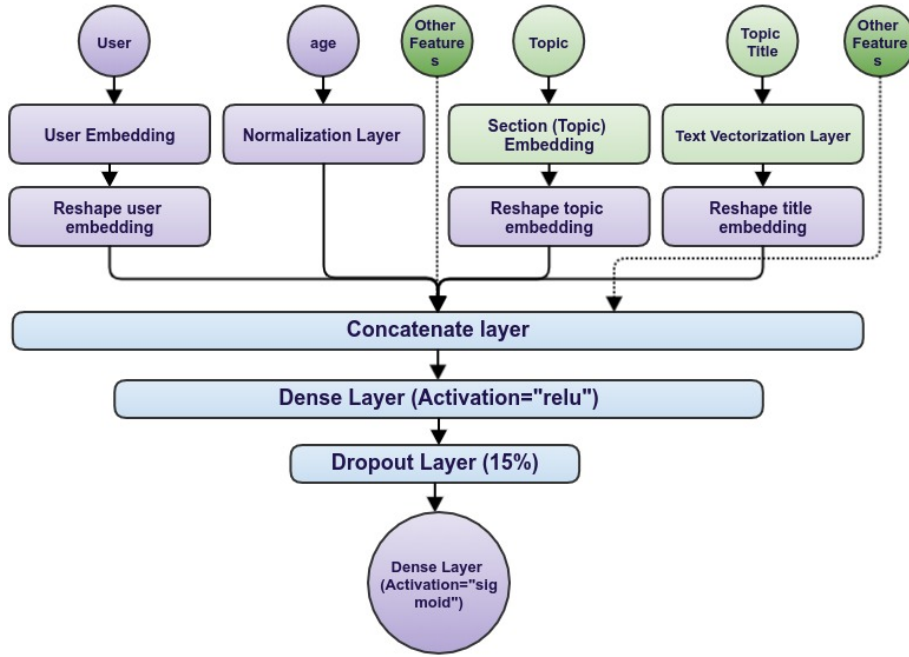 User
age
Other
Feature
s
Topic
Topic
Title
Other
Feature
s
User Embedding
Normalization Layer
Section (Topic)
Embedding
Text Vectorization Layer
Reshape user
embedding
Reshape topic
embedding
Reshape title
embedding
Concatenate layer
Dense Layer (Activation="relu")
Dropout Layer (15%)
Dense Layer
(Activation="sig
moid")